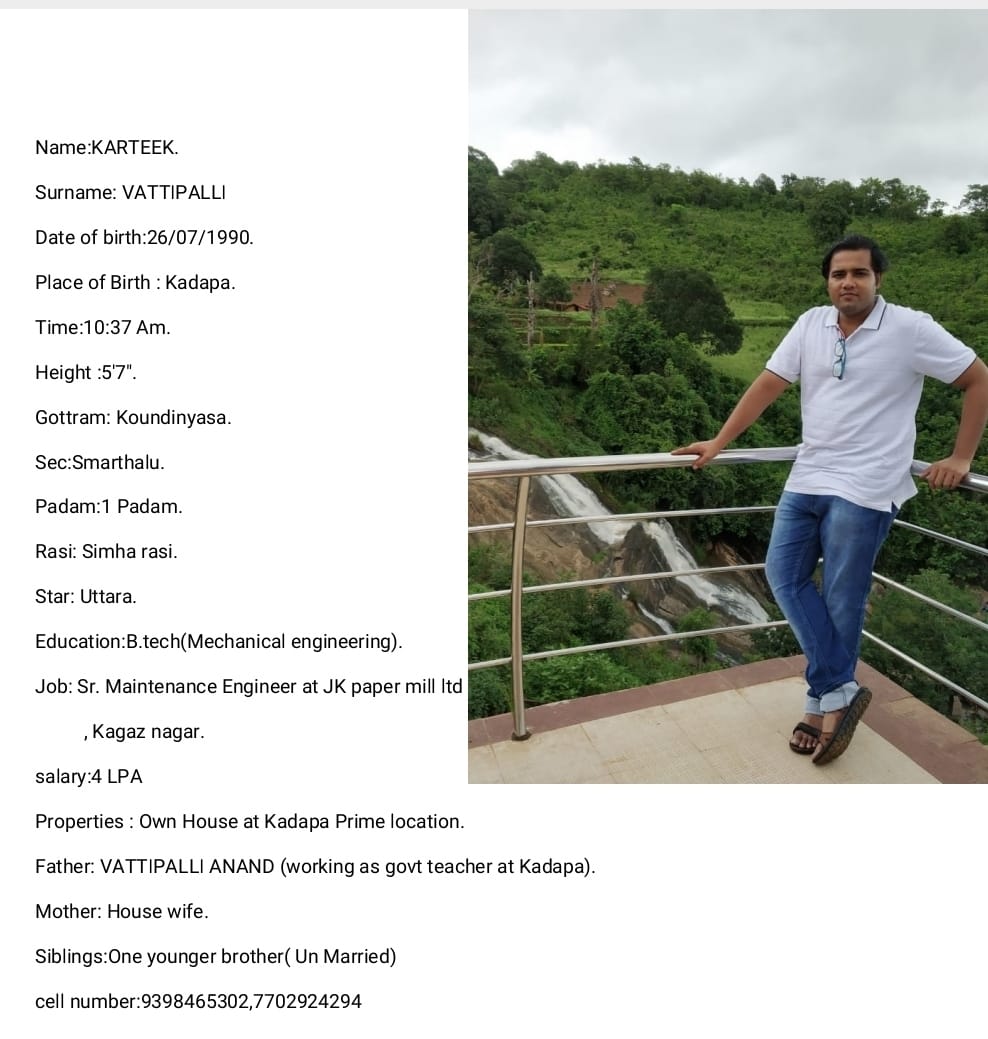 Name:KARTEEK.
Surname: VATTIPALLI
Date of birth:26/07/1990.
Place of Birth : Kadapa.
Time:10:37 Am.
Height :5'7".
Gottram: Koundinyasa.
Sec:Smarthalu.
Padam:1 Padam.
Rasi: Simha rasi.
Star: Uttara.
Education:B.tech(Mechanical engineering).
Job: Sr. Maintenance Engineer at JK paper mill ltd
, Kagaz nagar.
salary:4 LPA
Properties : Own House at Kadapa Prime location.
Father: VATTIPALLI ANAND (working as govt teacher at Kadapa).
Mother: House wife.
Siblings:One younger brother( Un Married)
cell number:9398465302,7702924294